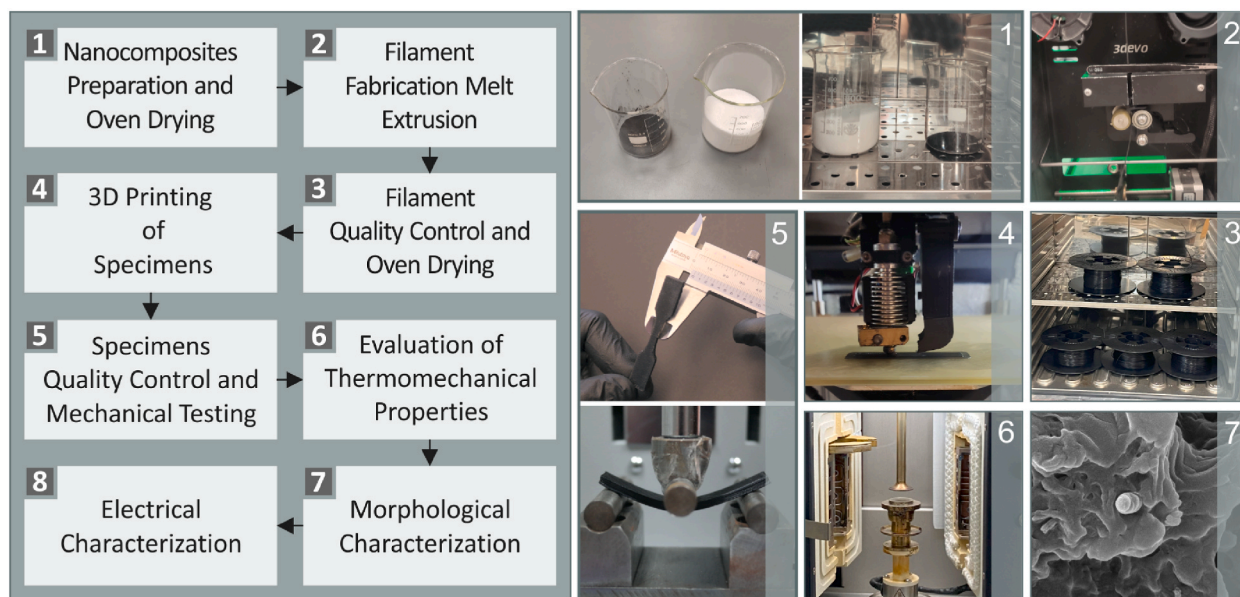 1
Nanocomposites
Preparation and
Oven Drying
2
Filament
Fabrication Melt
Extrusion
4
3D Printing
of
Specimens
3
Filament
Quality Control and
Oven Drying
5
Specimens
Quality Control and
Mechanical Testing
6
Evaluation of
Thermomechanical
Properties
8
Electrical
Characterization
7
Morphological
Characterization
1
3devo
2
5
4
3
6
7